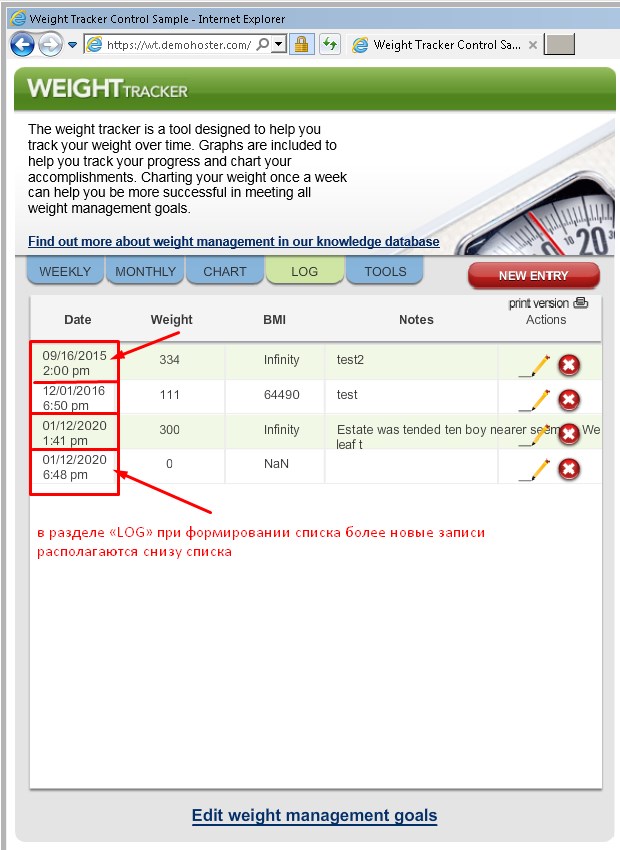 Weight Tracker Control Sample - Internet Explorer
https://wt.demohoster.com/
Weight Tracker Control Sa...
WEIGHTTRACKER
The weight tracker is a tool designed to help you
track your weight over time. Graphs are included to
help you track your progress and chart your
accomplishments. Charting your weight once a week
can help you be more successful in meeting all
weight management goals.
Find out more about weight management in our knowledge database
WEEKLY MONTHLY CHART LOG TOOLS NEW ENTRY
print version
Date Weight BMI Notes Actions
09/16/2015 334 Infinity test2
2:00 pm
12/01/2016 111 64490 test
6:50 pm
01/12/2020 300 Infinity Estate was tended ten boy nearer We
1:41 pm leaf t
01/12/2020 0 NaN
6:48 pm
в разделе «LOG» при формировании списка более новые записи
располагаются снизу списка
Edit weight management goals